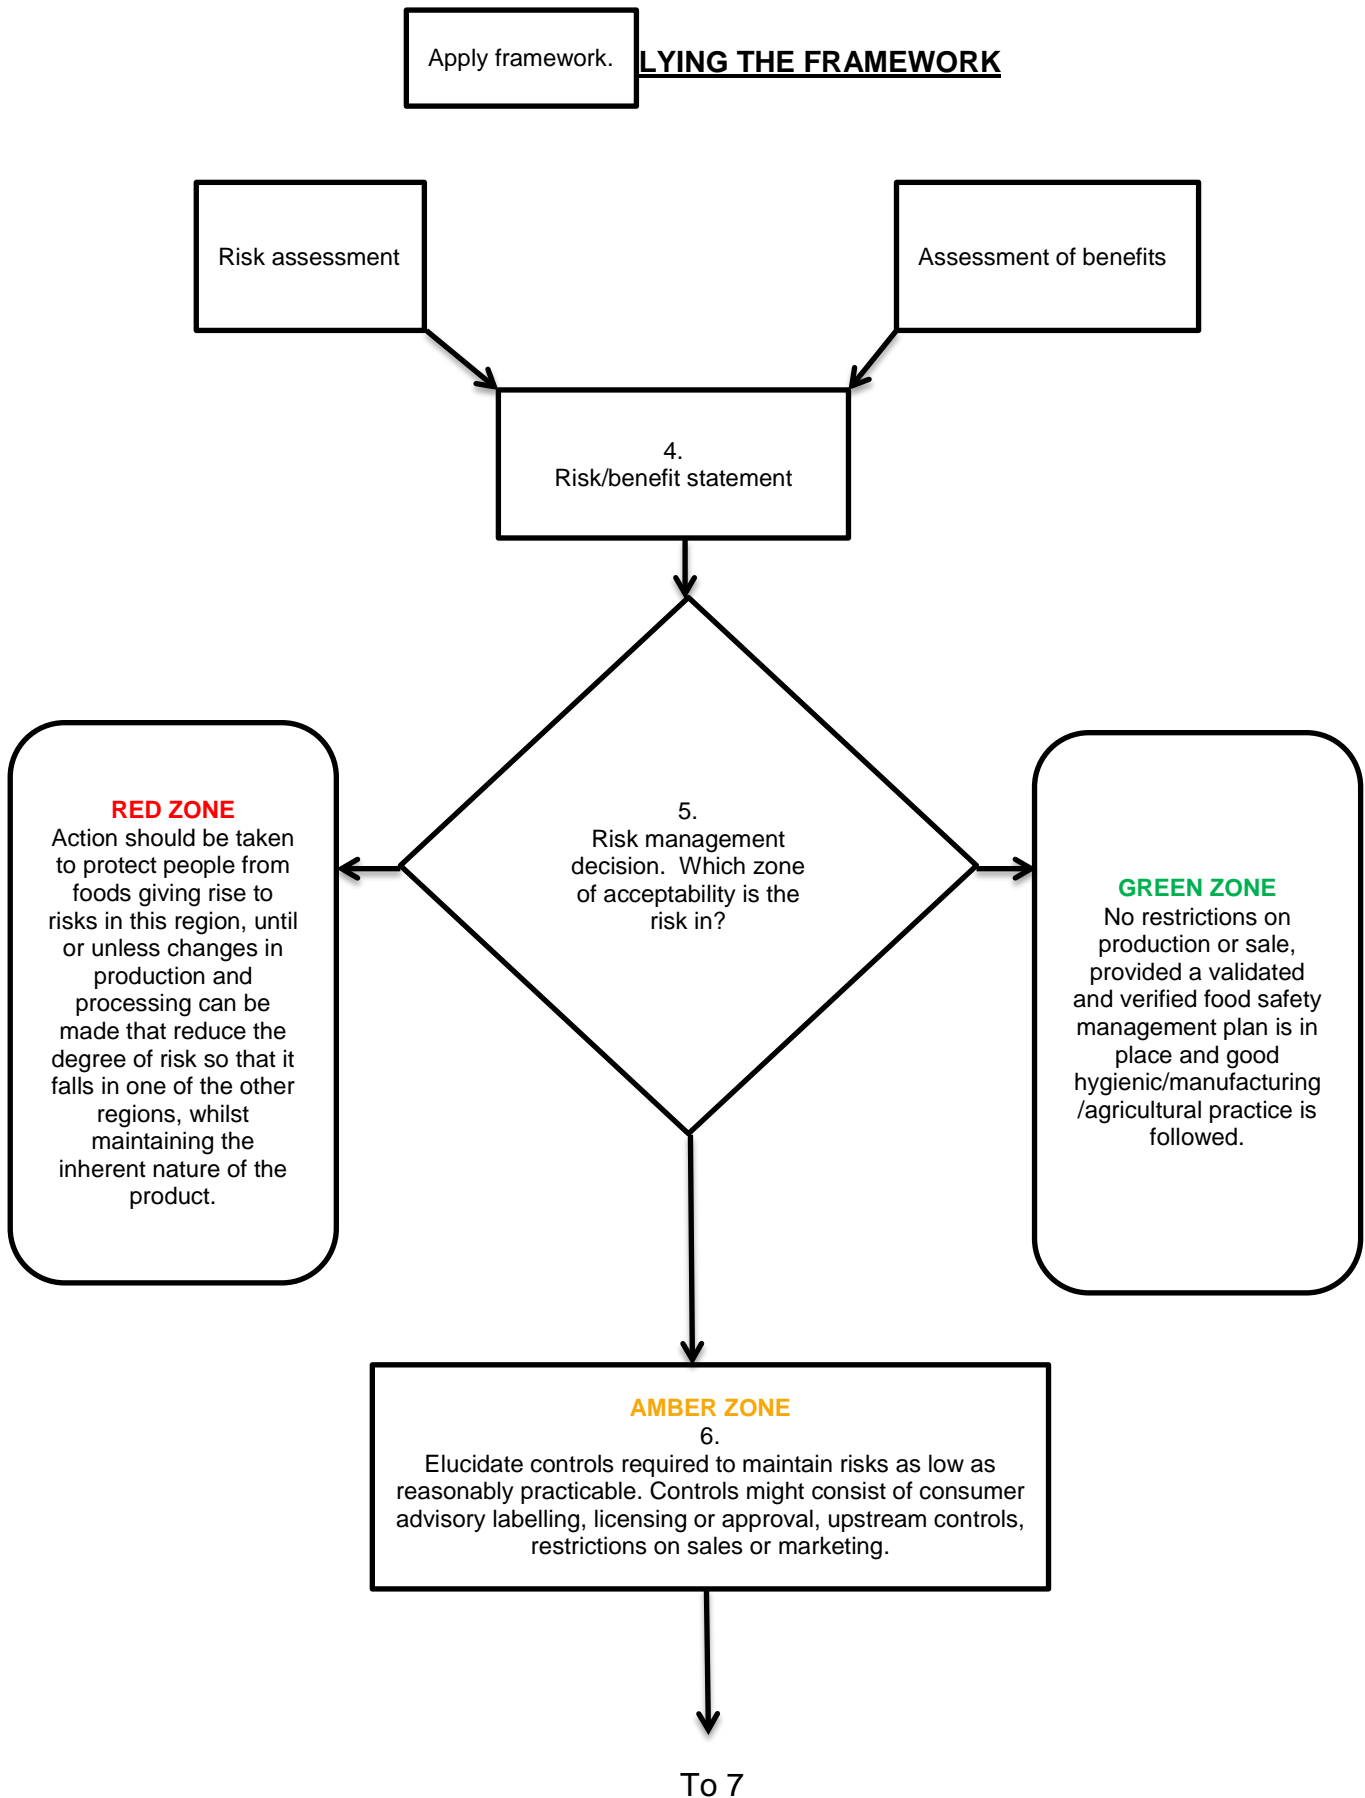 Apply framework.
LYING THE FRAMEWORK
Risk assessment
Assessment of benefits
4.
Risk/benefit statement
5.
Risk management
decision.  Which zone
of acceptability is the
risk in?
RED ZONE
Action should be taken
to protect people from
foods giving rise to
risks in this region, until
or unless changes in
production and
processing can be
made that reduce the
degree of risk so that it
falls in one of the other
regions, whilst
maintaining the
inherent nature of the
product.
GREEN ZONE
No restrictions on
production or sale,
provided a validated
and verified food safety
management plan is in
place and good
hygienic/manufacturing
/agricultural practice is
followed.
AMBER ZONE
6.
Elucidate controls required to maintain risks as low as
reasonably practicable. Controls might consist of consumer
advisory labelling, licensing or approval, upstream controls,
restrictions on sales or marketing.
To 7